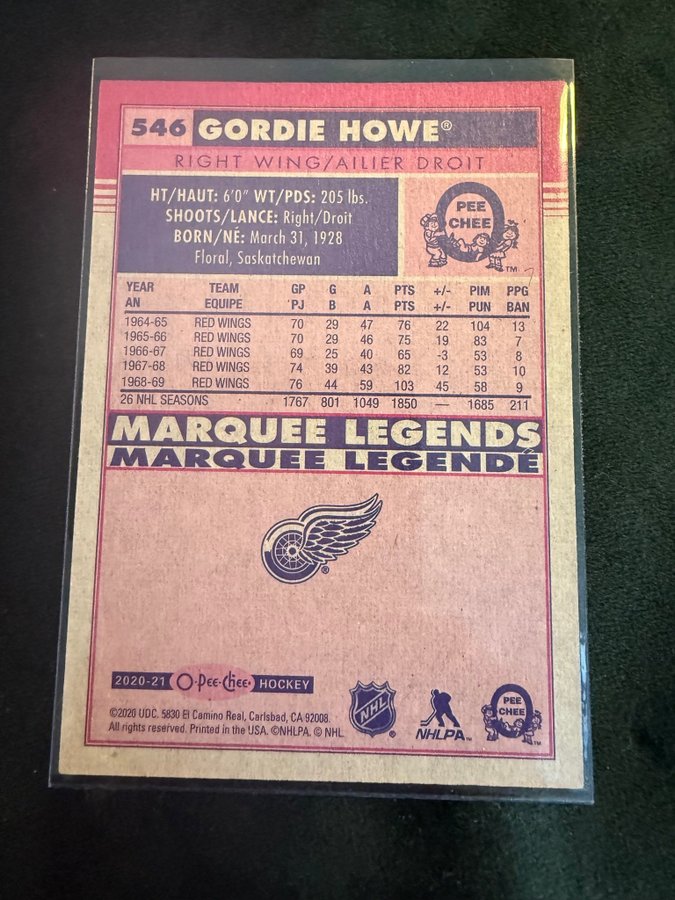 546 GORDIE HOWE®
RIGHT WING/AILIER DROIT
HT/HAUT: 6'0" WT/PDS: 205 lbs.
SHOOTS/LANCE: Right/Droit
BORN/NÉ: March 31, 1928
Floral, Saskatchewan
PEE
CHEE
TM
YEAR TEAM GP G A PTS +/- PIM PPG
AN EQUIPE PJ B A PTS +/- PUN BAN
1964-65 RED WINGS 70 29 47 76 22 104 13
1965-66 RED WINGS 70 29 46 75 19 83 7
1966-67 RED WINGS 69 25 40 65 -3 53 8
1967-68 RED WINGS 74 39 43 82 12 53 10
1968-69 RED WINGS 76 44 59 103 45 58 9
26 NHL SEASONS 1767 801 1049 1850 — 1685 211
MARQUEE LEGENDS
MARQUEE LEGENDÉ
®
2020-21 O-Pee-Chee HOCKEY
©2020 UDC. 5830 El Camino Real, Carlsbad, CA 92008.
All rights reserved. Printed in the USA. ©NHLPA. © NHL.
NHL ®
NHLPA™
PEE
CHEE
TM